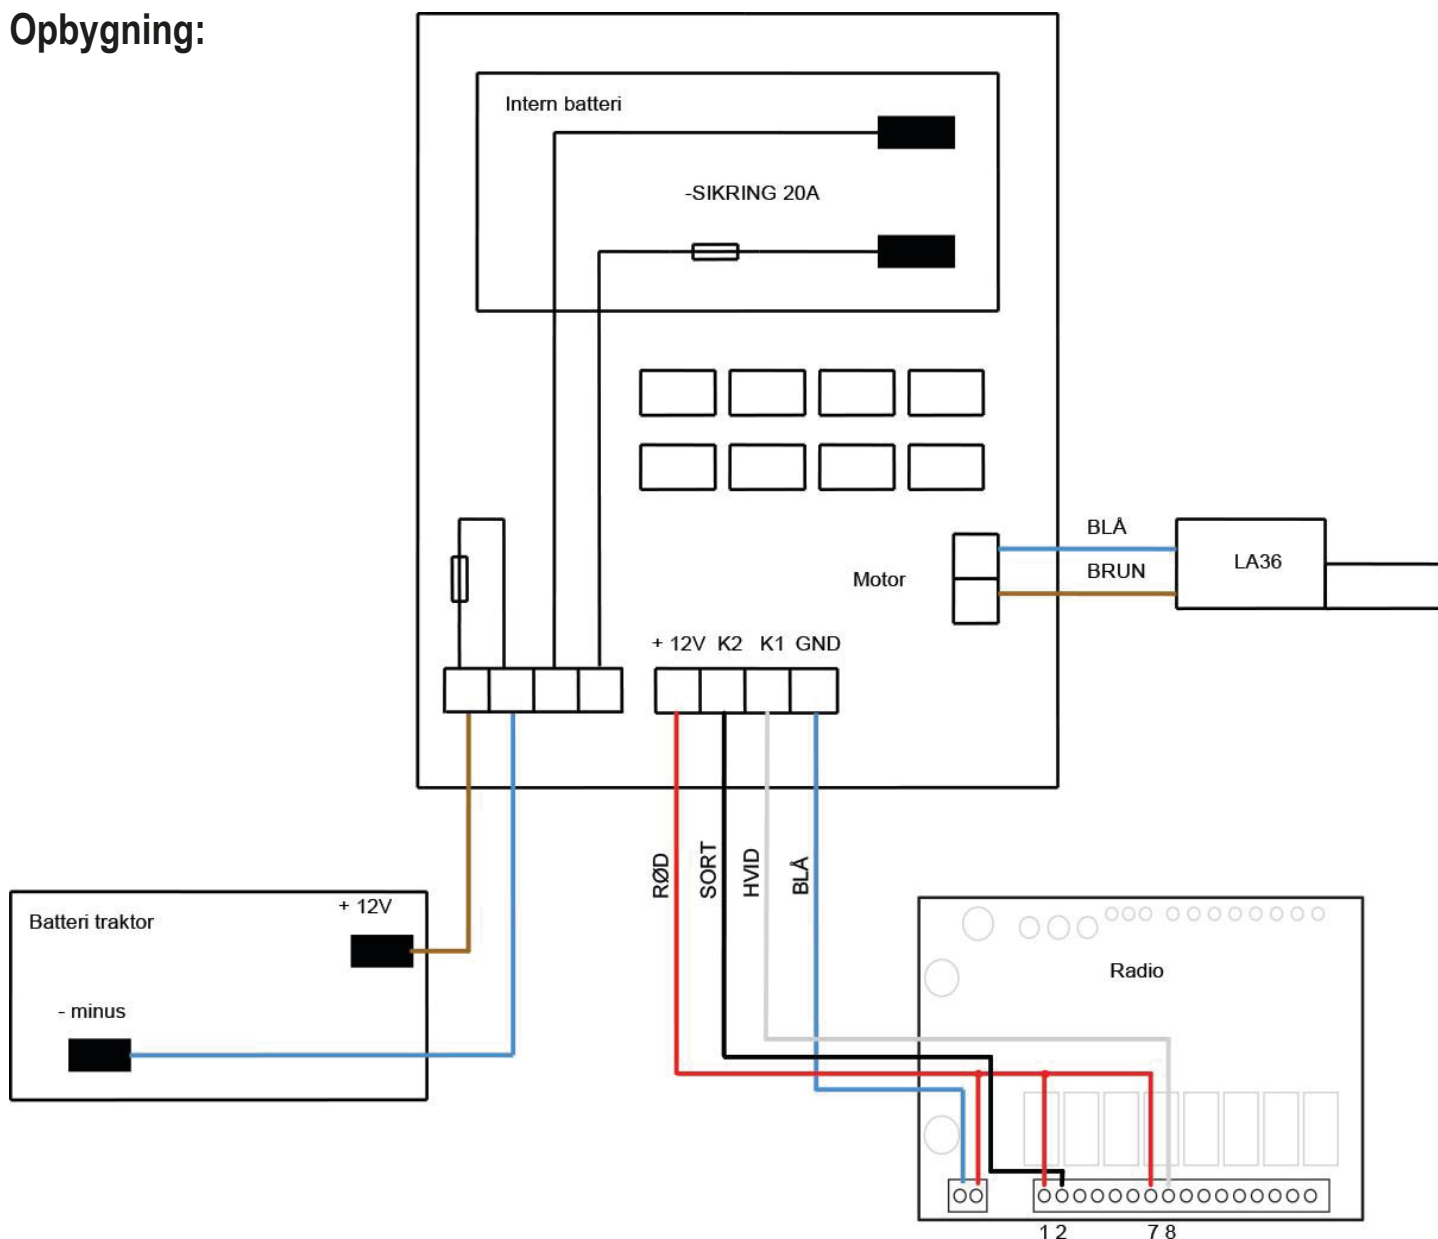 Opbygning:
Intern batteri
-SIKRING 20A
BLÅ
LA36
BRUN
Motor
+ 12V K2 K1 GND
RØD
SORT
HVID
BLÅ
+ 12V
Batteri traktor
- minus
Radio
1 2 7 8